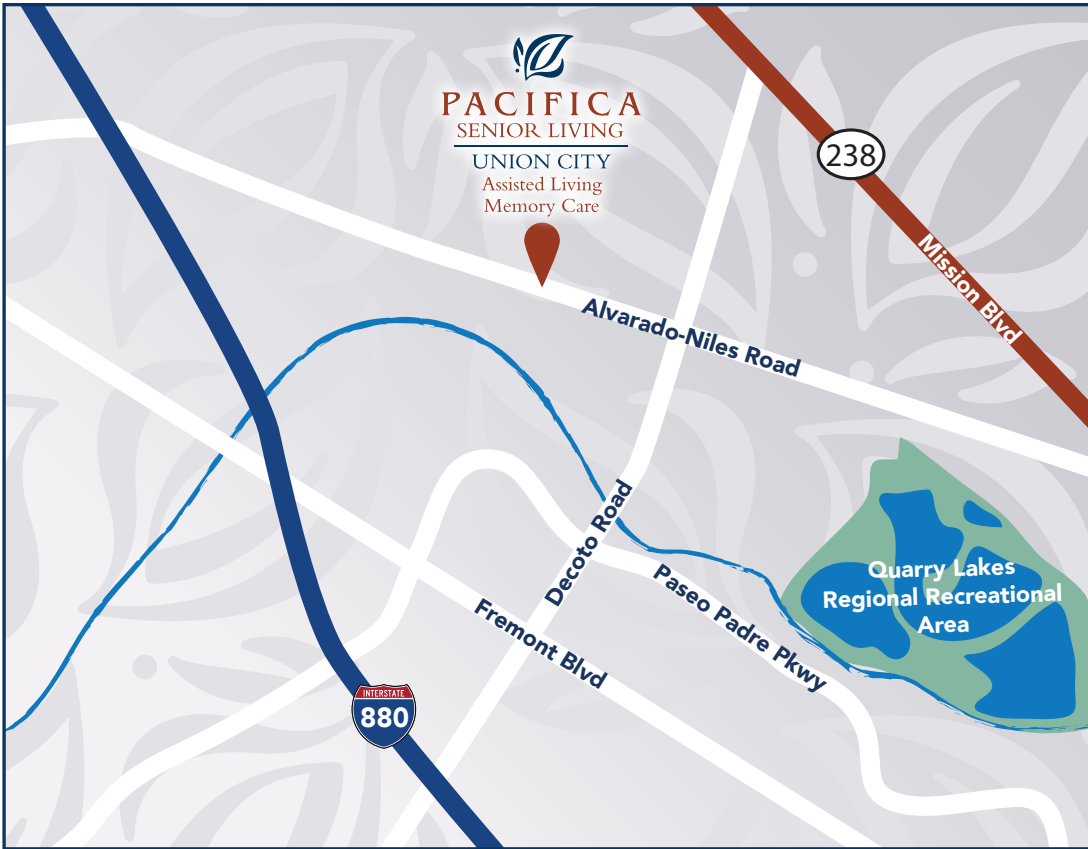 PACIFICA
SENIOR LIVING
UNION CITY
Assisted Living
Memory Care
238
Mission Blvd
Alvarado-Niles Road
Decoto Road
Quarry Lakes
Regional Recreational
Area
Paseo Padre Pkwy
Fremont Blvd
INTERSTATE
880